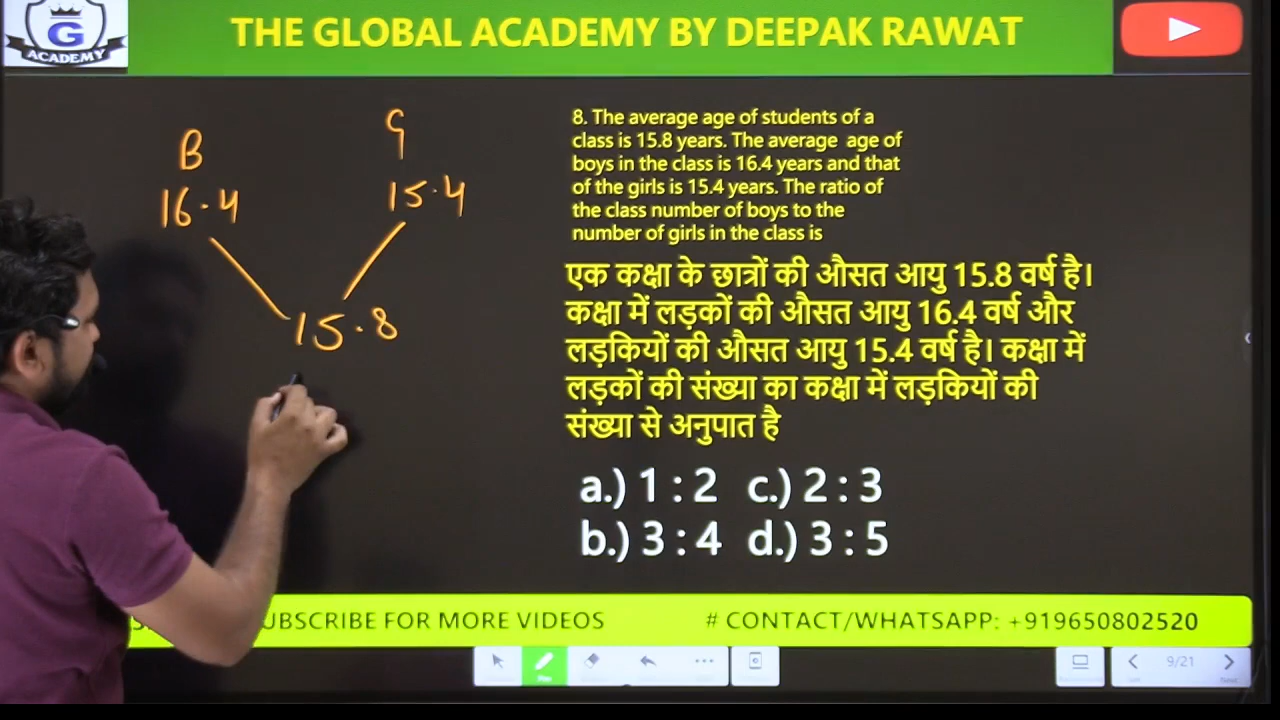 G
ACADEMY
THE GLOBAL ACADEMY BY DEEPAK RAWAT
B
G
16.4
15.4
15.8
8. The average age of students of a
class is 15.8 years. The average age of
boys in the class is 16.4 years and that
of the girls is 15.4 years. The ratio of
the class number of boys to the
number of girls in the class is
एक कक्षा के छात्रों की औसत आयु 15.8 वर्ष है।
कक्षा में लड़कों की औसत आयु 16.4 वर्ष और
लड़कियों की औसत आयु 15.4 वर्ष है। कक्षा में
लड़कों की संख्या का कक्षा में लड़कियों की
संख्या से अनुपात है
a.) 1 : 2 c.) 2 : 3
b.) 3 : 4 d.) 3 : 5
UBSCRIBE FOR MORE VIDEOS # CONTACT/WHATSAPP: +919650802520
9/21